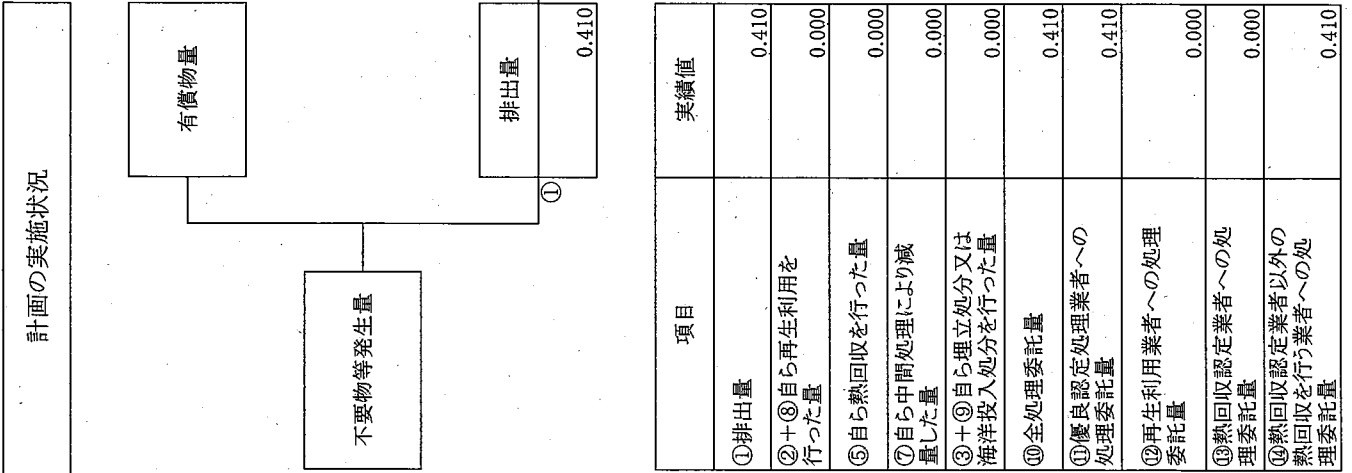 計画の実施状況
有償物量
不要物等発生量
排出量
①
0.410
項目
実績値
①排出量
0.410
②+⑧自ら再生利用を
行った量
0.000
⑤自ら熱回収を行った量
0.000
⑦自ら中間処理により減
量した量
0.000
③+⑨自ら埋立処分又は
海洋投入処分を行った量
0.000
⑩全処理委託量
0.410
⑪優良認定処理業者への
処理委託量
0.410
⑫再生利用業者への処理
委託量
0.000
⑬熱回収認定業者への処
理委託量
0.000
⑭熱回収認定業者以外の
熱回収を行う業者への処
理委託量
0.410